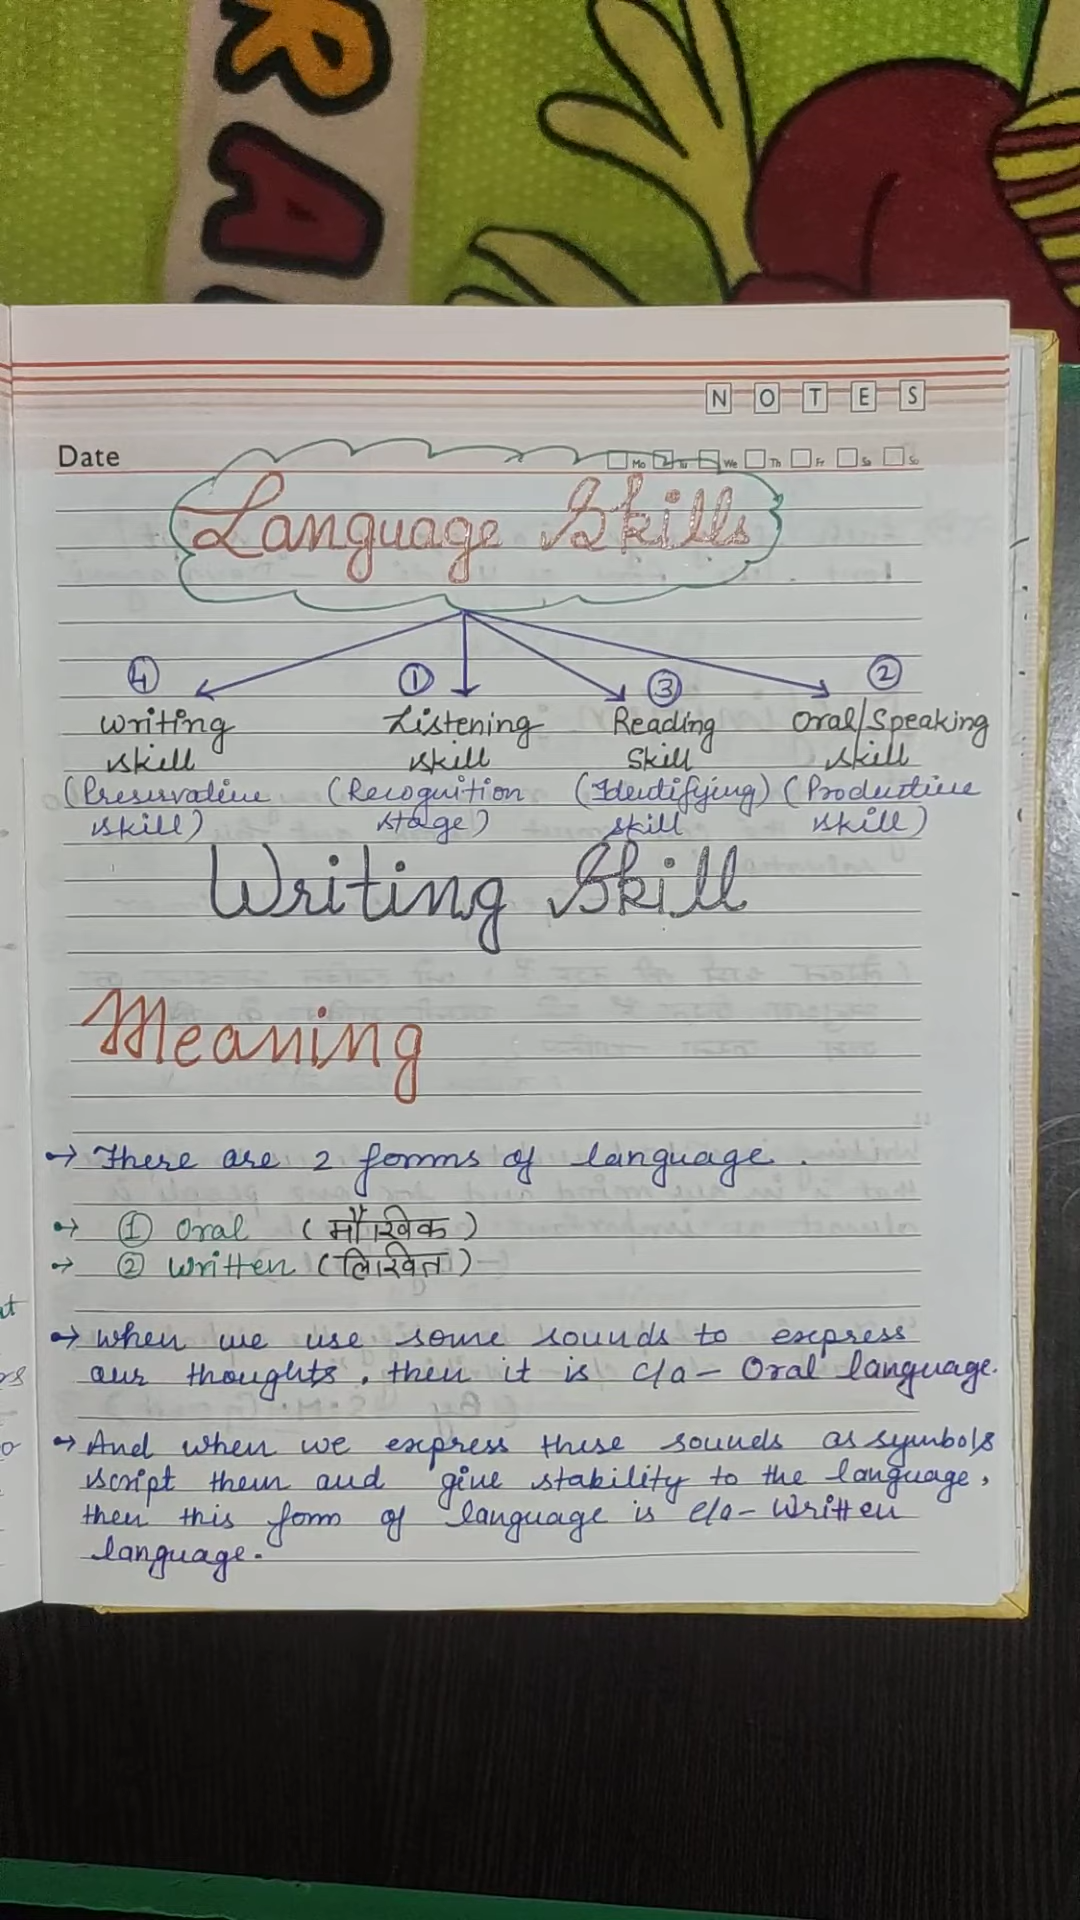 RA
NOTES
Date
Mo Tu We Th Fr Sa So
Language Skills
4 1 3 2
Writing skill
(Preservative skill)
Listening skill
(Recognition stage)
Reading Skill
(Identifying skill)
Oral/Speaking skill
(Productive skill)
Writing Skill
Meaning
→ There are 2 forms of language.
→ ① Oral (मौखिक)
→ ② Written (लिखित)
→ When we use some sounds to express
our thoughts, then it is c/a - Oral language.
→ And when we express these sounds as symbols
script them and give stability to the language,
then this form of language is c/a - Written
language.